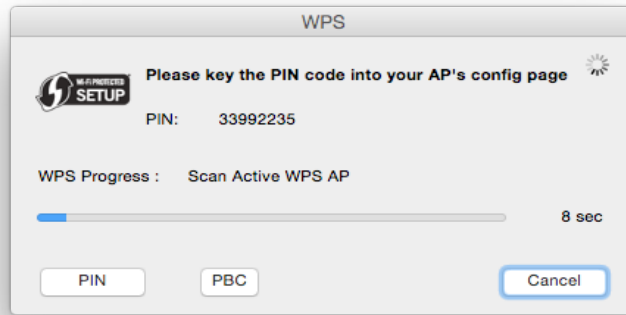 WPS
Please key the PIN code into your AP's config page
WI-FI PROTECTED
SETUP
PIN: 33992235
WPS Progress : Scan Active WPS AP
8 sec
PIN PBC Cancel